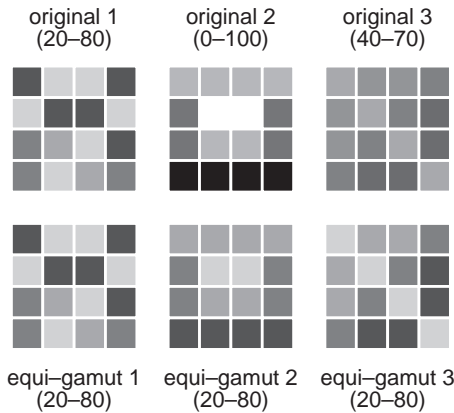 original 1
(20–80)
original 2
(0–100)
original 3
(40–70)
equi–gamut 1
(20–80)
equi–gamut 2
(20–80)
equi–gamut 3
(20–80)